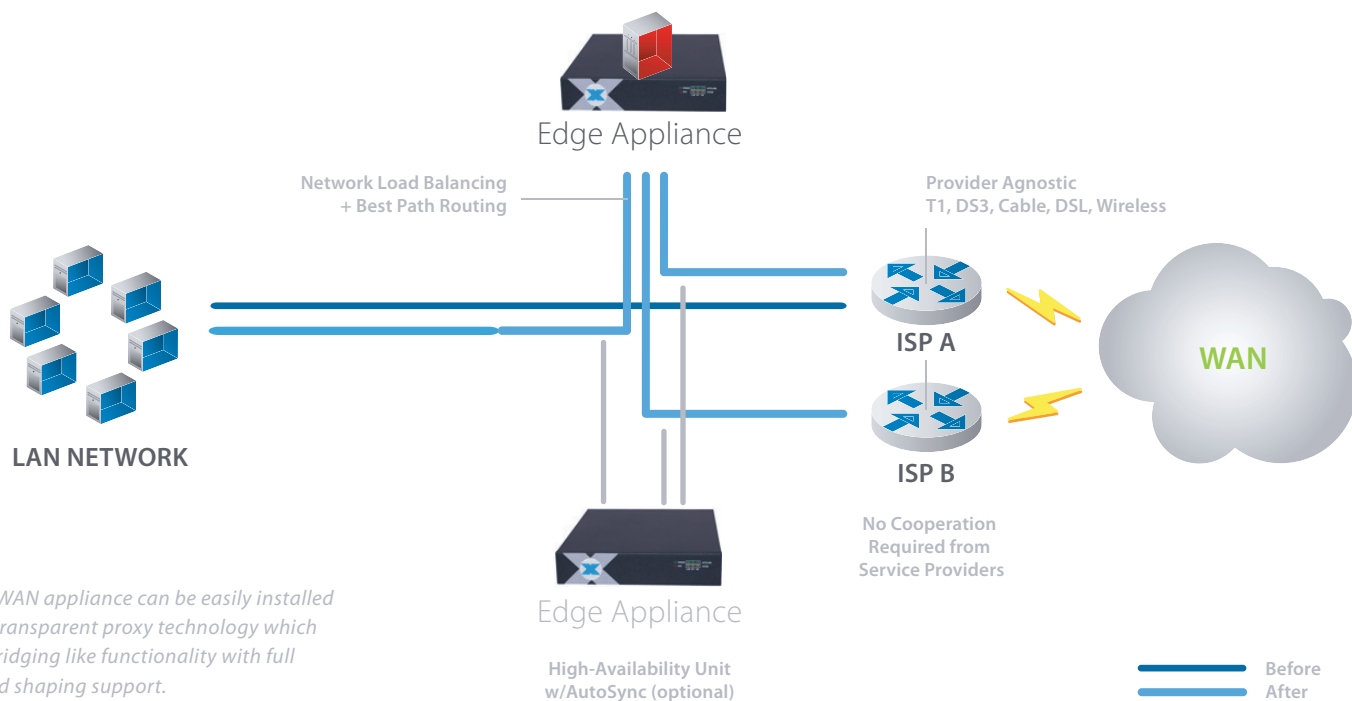 Edge Appliance
Network Load Balancing
+ Best Path Routing
Provider Agnostic
T1, DS3, Cable, DSL, Wireless
ISP A
WAN
LAN NETWORK
ISP B
No Cooperation
Required from
Service Providers
WAN appliance can be easily installed
transparent proxy technology which
ridging like functionality with full
d shaping support.
Edge Appliance
High-Availability Unit
w/AutoSync (optional)
Before
After